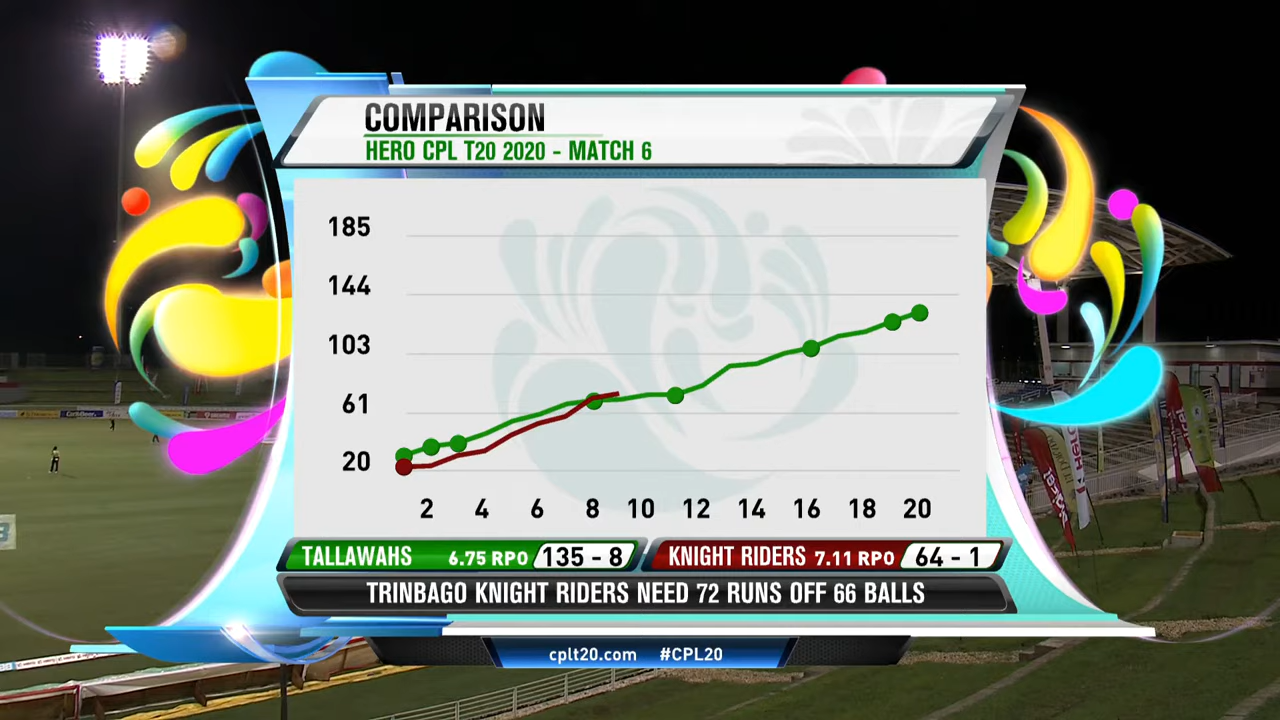 COMPARISON
HERO CPL T20 2020 - MATCH 6
185
144
103
61
20
2 4 6 8 10 12 14 16 18 20
TALLAWAHS 6.75 RPO 135 - 8 KNIGHT RIDERS 7.11 RPO 64 - 1
TRINBAGO KNIGHT RIDERS NEED 72 RUNS OFF 66 BALLS
cplt20.com #CPL20